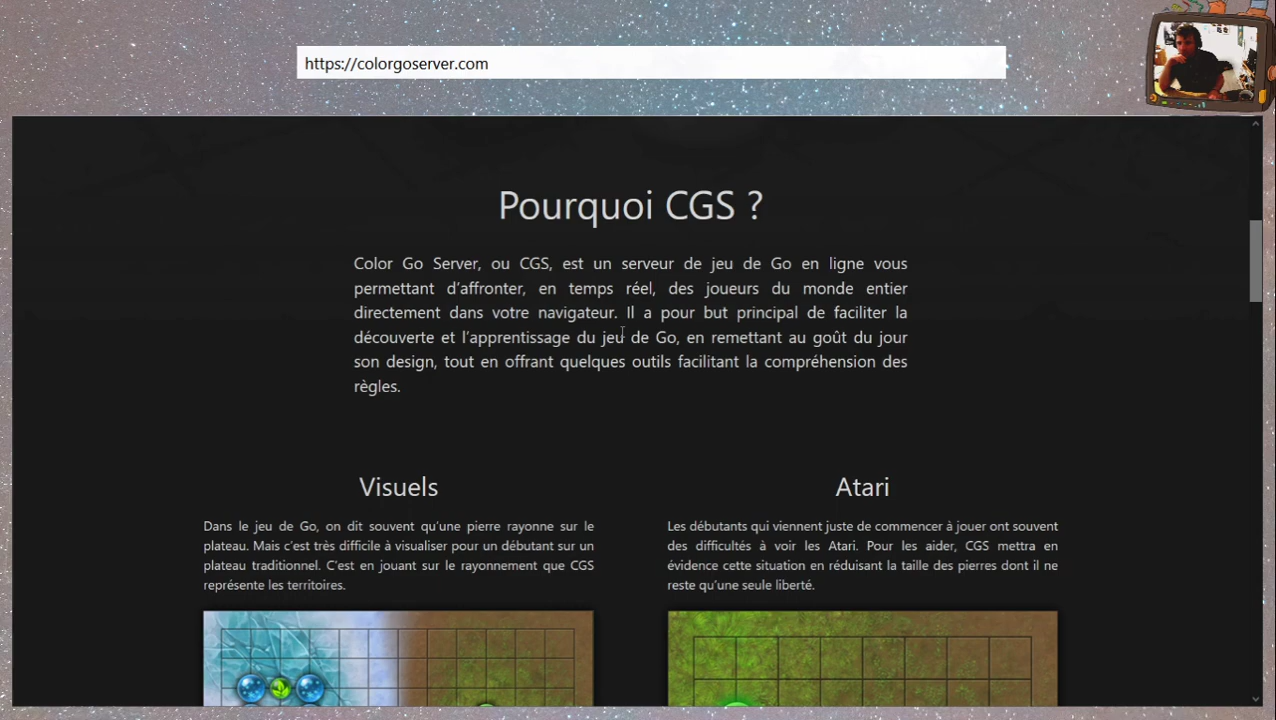 https://colorgoserver.com
Pourquoi CGS ?
Color Go Server, ou CGS, est un serveur de jeu de Go en ligne vous
permettant d’affronter, en temps réel, des joueurs du monde entier
directement dans votre navigateur. Il a pour but principal de faciliter la
découverte et l’apprentissage du jeu de Go, en remettant au goût du jour
son design, tout en offrant quelques outils facilitant la compréhension des
règles.
Visuels
Dans le jeu de Go, on dit souvent qu’une pierre rayonne sur le
plateau. Mais c’est très difficile à visualiser pour un débutant sur un
plateau traditionnel. C’est en jouant sur le rayonnement que CGS
représente les territoires.
Atari
Les débutants qui viennent juste de commencer à jouer ont souvent
des difficultés à voir les Atari. Pour les aider, CGS mettra en
évidence cette situation en réduisant la taille des pierres dont il ne
reste qu’une seule liberté.